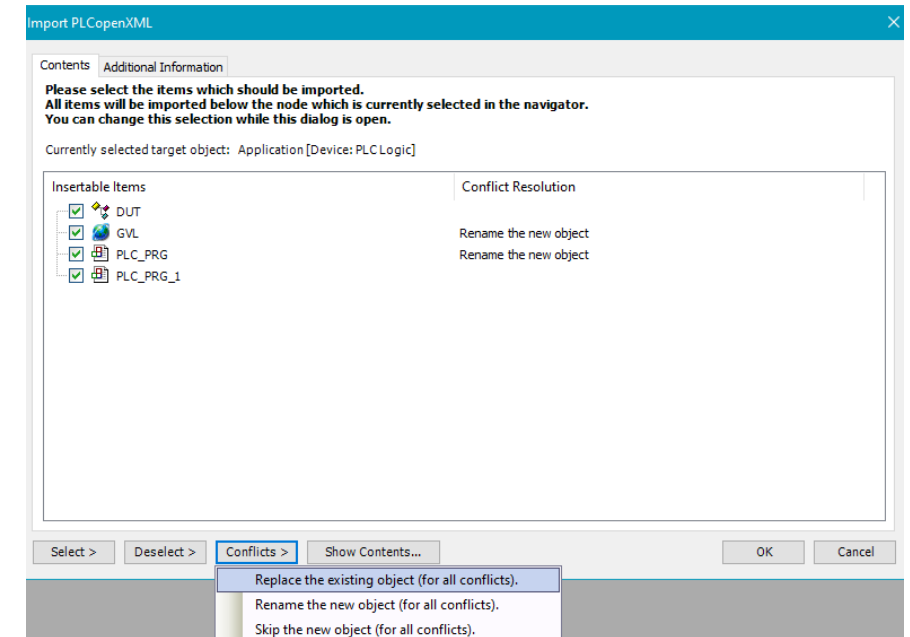 Import PLCopenXML
Contents Additional Information
Please select the items which should be imported.
All items will be imported below the node which is currently selected in the navigator.
You can change this selection while this dialog is open.
Currently selected target object: Application [Device: PLC Logic]
Insertable Items Conflict Resolution
DUT
GVL Rename the new object
PLC_PRG Rename the new object
PLC_PRG_1
Select > Deselect > Conflicts > Show Contents... OK Cancel
Replace the existing object (for all conflicts).
Rename the new object (for all conflicts).
Skip the new object (for all conflicts).